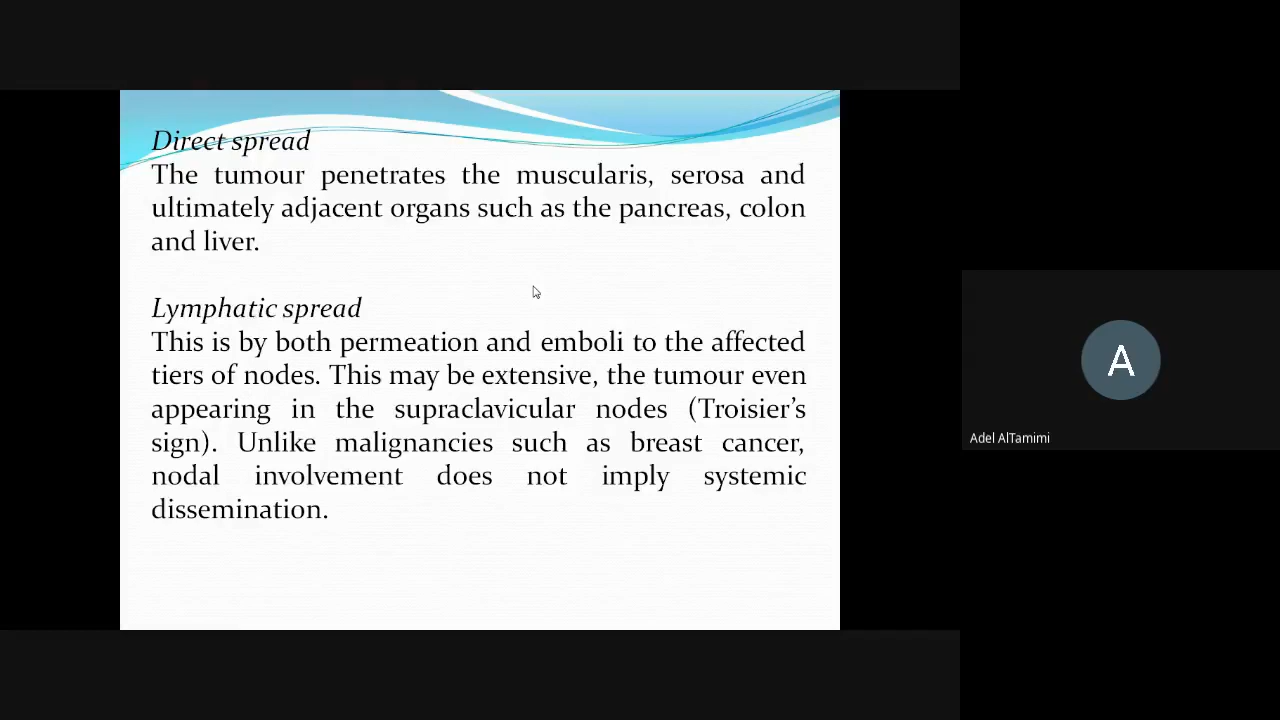 Direct spread
The tumour penetrates the muscularis, serosa and
ultimately adjacent organs such as the pancreas, colon
and liver.
Lymphatic spread
This is by both permeation and emboli to the affected
tiers of nodes. This may be extensive, the tumour even
appearing in the supraclavicular nodes (Troisier’s
sign). Unlike malignancies such as breast cancer,
nodal involvement does not imply systemic
dissemination.
A
Adel AlTamimi